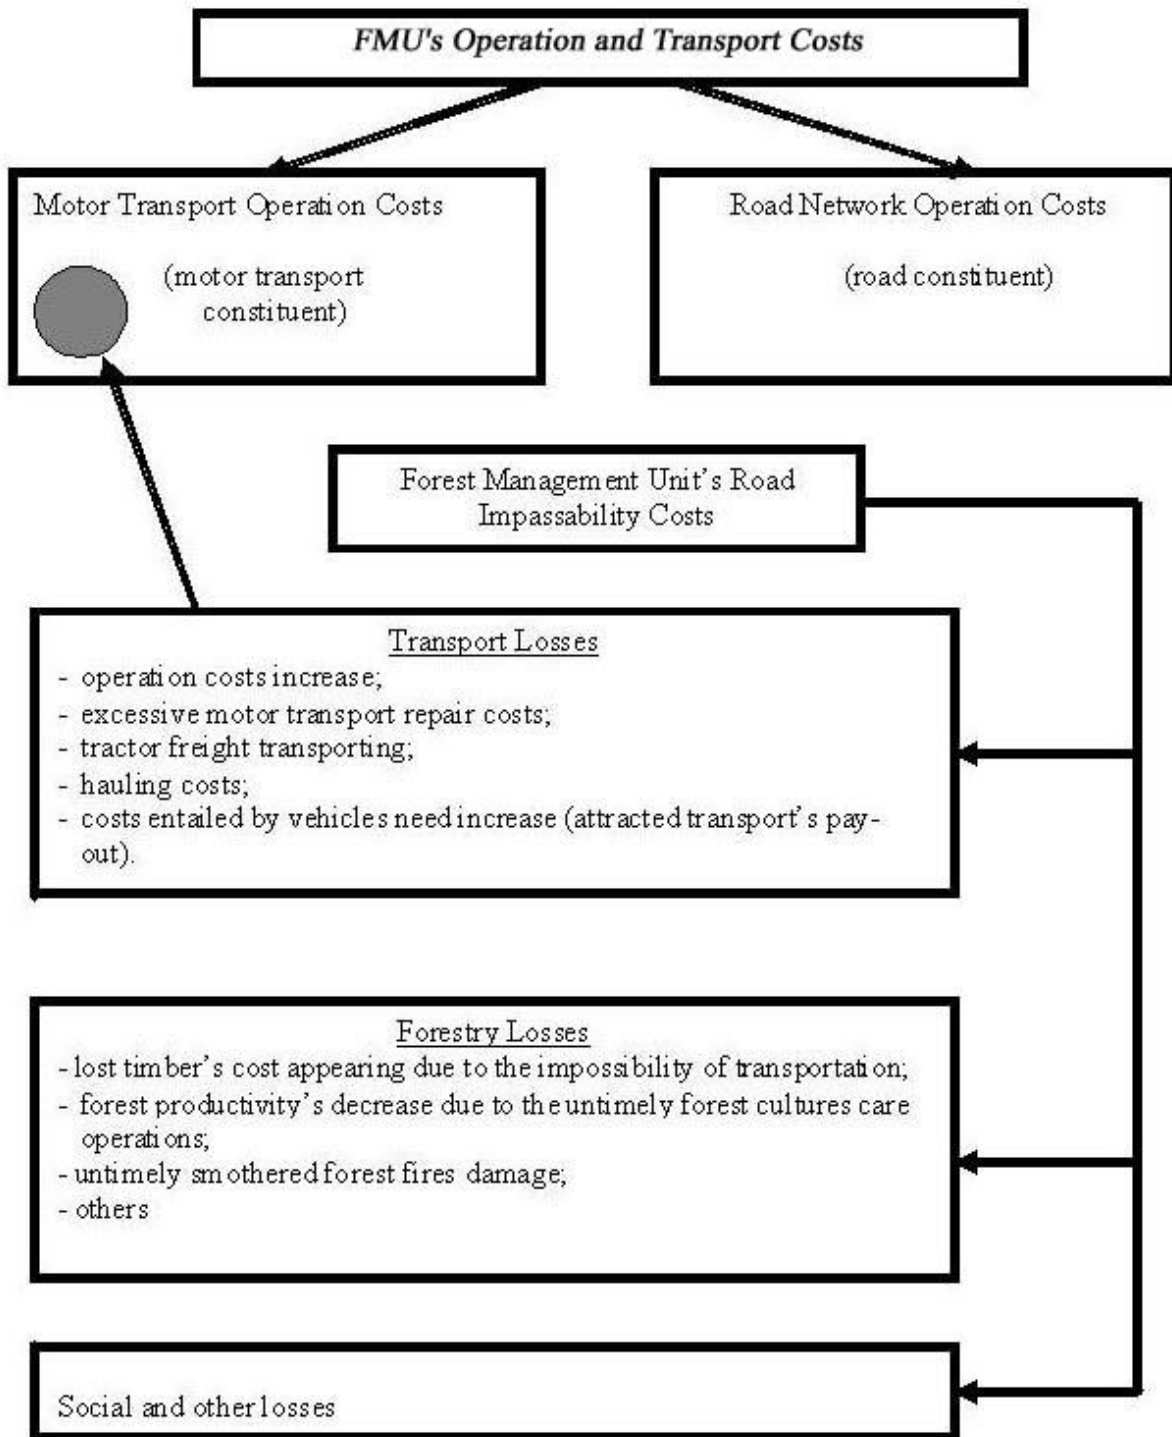 FMU's Operation and Transport Costs
Motor Transport Operation Costs
(motor transport
constituent)
Road Network Operation Costs
(road constituent)
Forest Management Unit’s Road
Impassability Costs
Transport Losses
- operation costs increase;
- excessive motor transport repair costs;
- tractor freight transporting;
- hauling costs;
- costs entailed by vehicles need increase (attracted transport’s pay-
out).
Forestry Losses
- lost timber’s cost appearing due to the impossibility of transportation;
- forest productivity’s decrease due to the untimely forest cultures care
operations;
- untimely smothered forest fires damage;
- others
Social and other losses